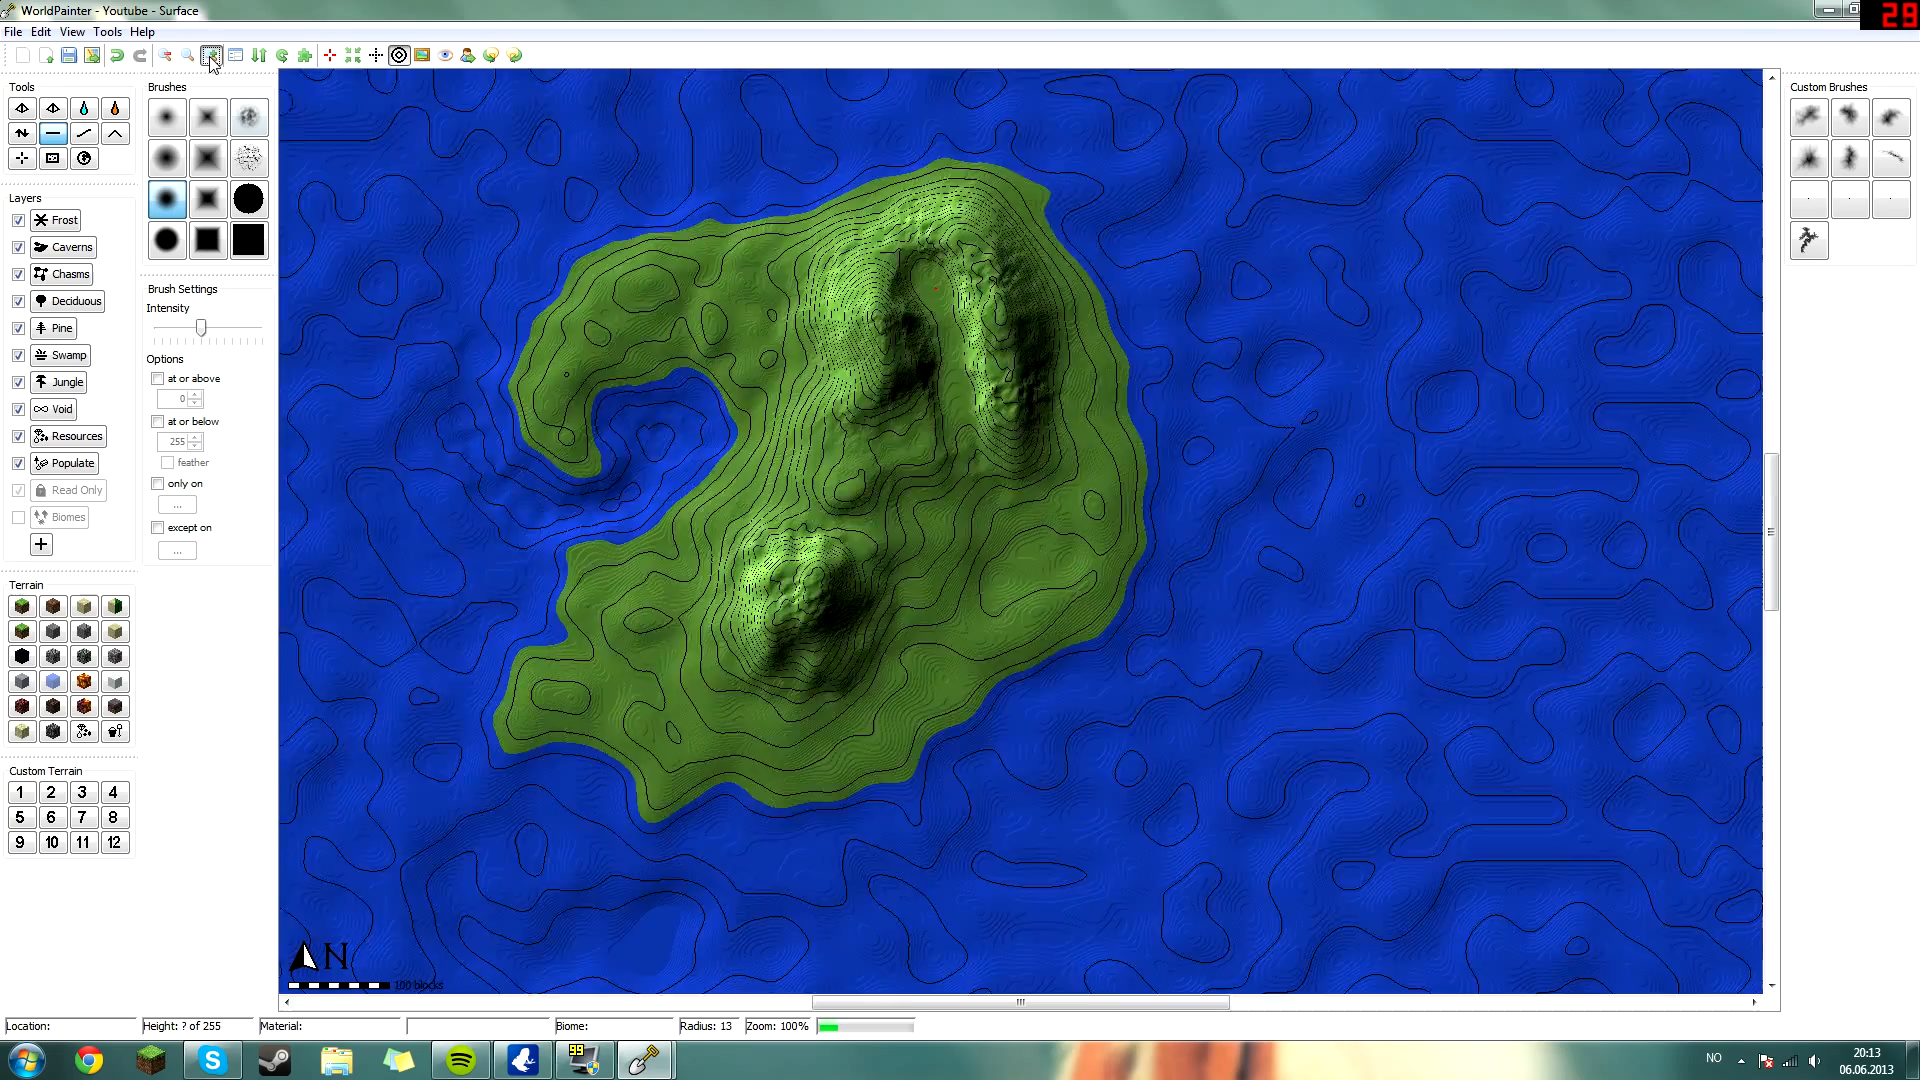 WorldPainter - Youtube - Surface
29
File Edit View Tools Help
Tools
Brushes
Custom Brushes
Layers
Frost
Caverns
Chasms
Deciduous
Pine
Swamp
Jungle
Void
Resources
Populate
Read Only
Biomes
Brush Settings
Intensity
Options
at or above
0
at or below
255
feather
only on
...
except on
...
Terrain
Custom Terrain
1 2 3 4
5 6 7 8
9 10 11 12
N
100 blocks
Location: Height: ? of 255 Material: Biome: Radius: 13 Zoom: 100%
99
NO
20:13
06.06.2013